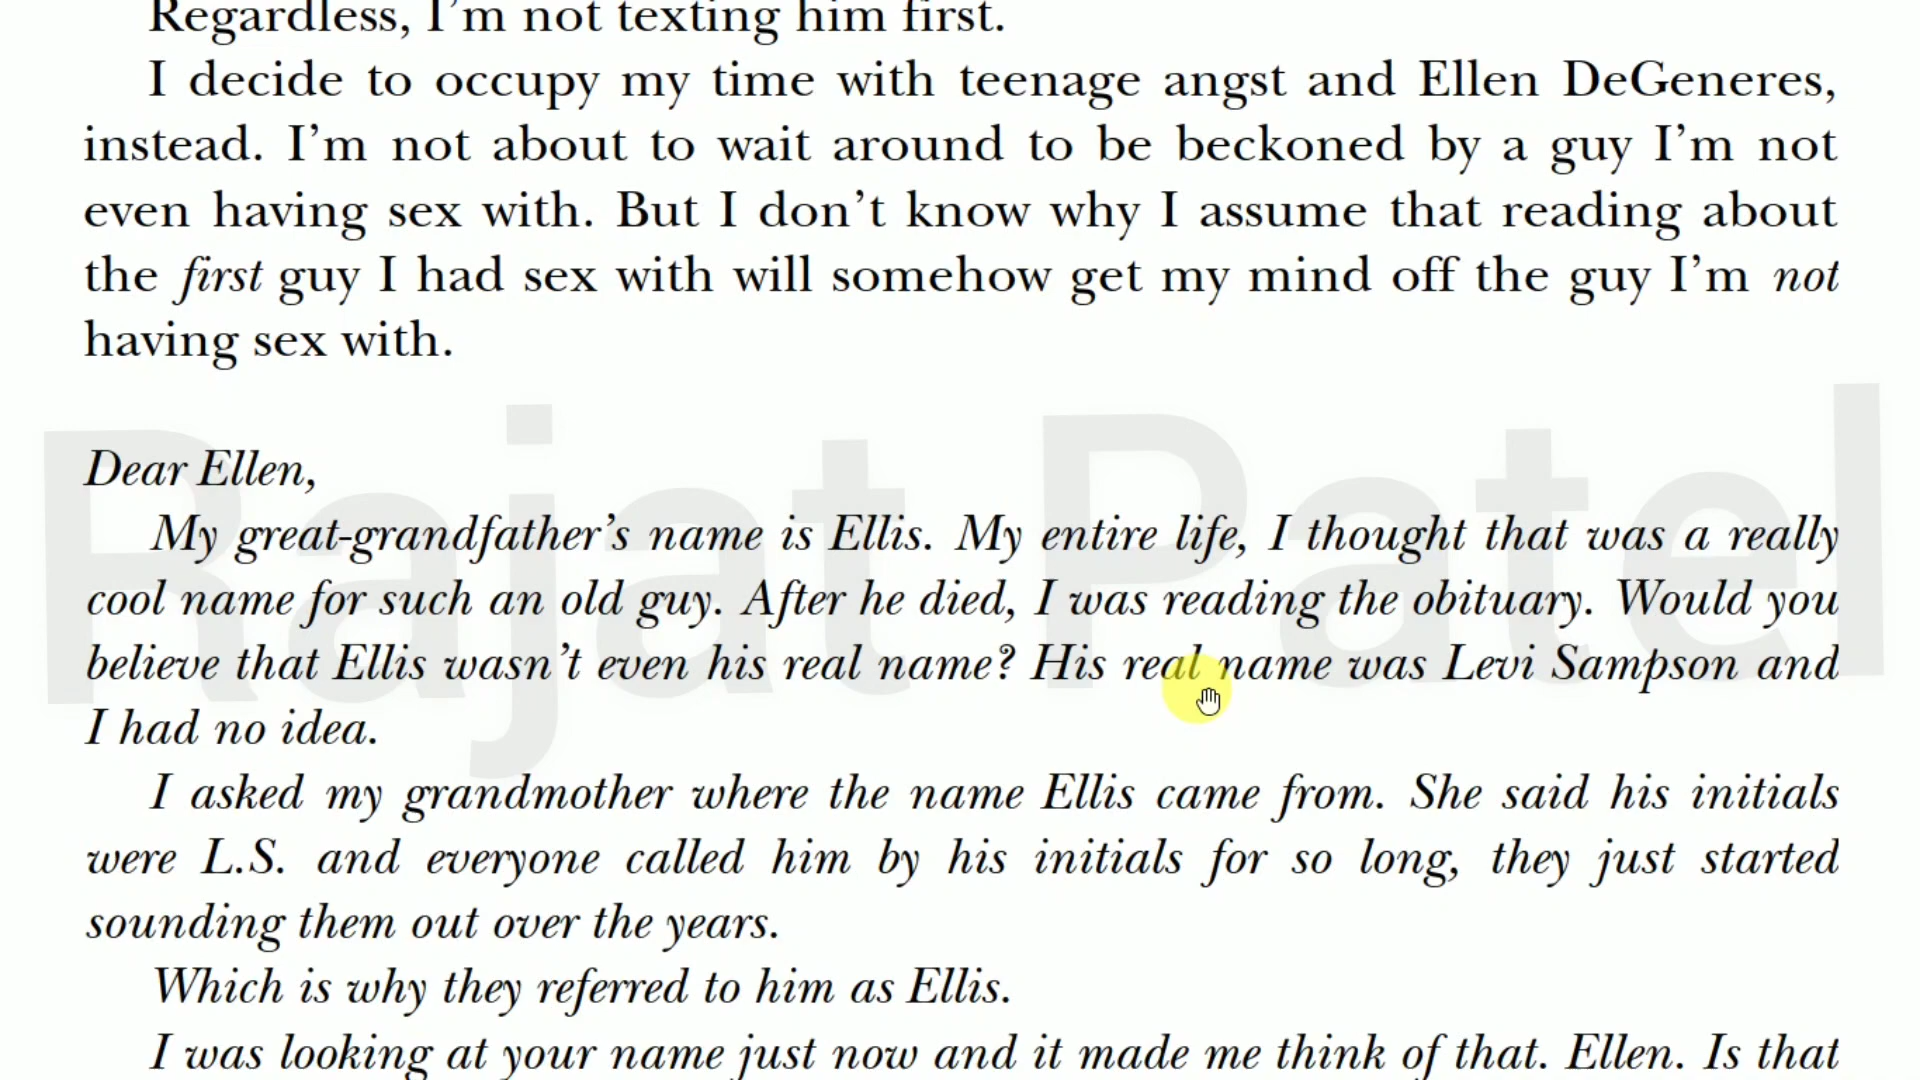 Regardless, I’m not texting him first.
I decide to occupy my time with teenage angst and Ellen DeGeneres,
instead. I’m not about to wait around to be beckoned by a guy I’m not
even having sex with. But I don’t know why I assume that reading about
the first guy I had sex with will somehow get my mind off the guy I’m not
having sex with.
Rajat Patel
Dear Ellen,
My great-grandfather’s name is Ellis. My entire life, I thought that was a really
cool name for such an old guy. After he died, I was reading the obituary. Would you
believe that Ellis wasn’t even his real name? His real name was Levi Sampson and
I had no idea.
I asked my grandmother where the name Ellis came from. She said his initials
were L.S. and everyone called him by his initials for so long, they just started
sounding them out over the years.
Which is why they referred to him as Ellis.
I was looking at your name just now and it made me think of that. Ellen. Is that